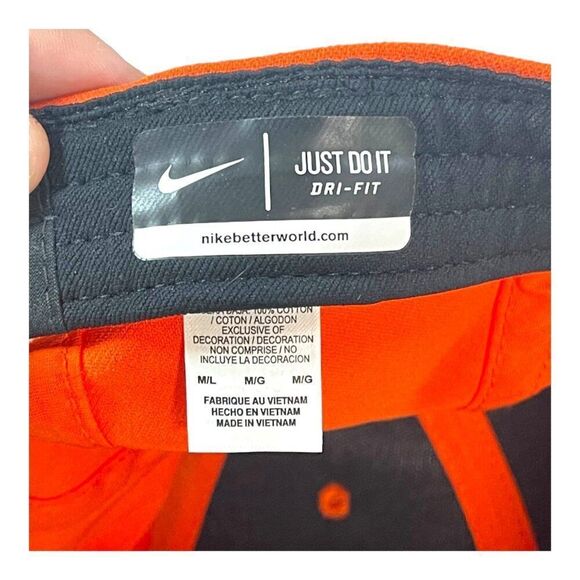 JUST DO IT
DRI-FIT
nikebetterworld.com
100% COTTON
/ COTON / ALGODON
EXCLUSIVE OF
DECORATION / DECORATION
NON COMPRISE / NO
INCLUYE LA DECORACION
M/L M/G M/G
FABRIQUE AU VIETNAM
HECHO EN VIETNAM
MADE IN VIETNAM